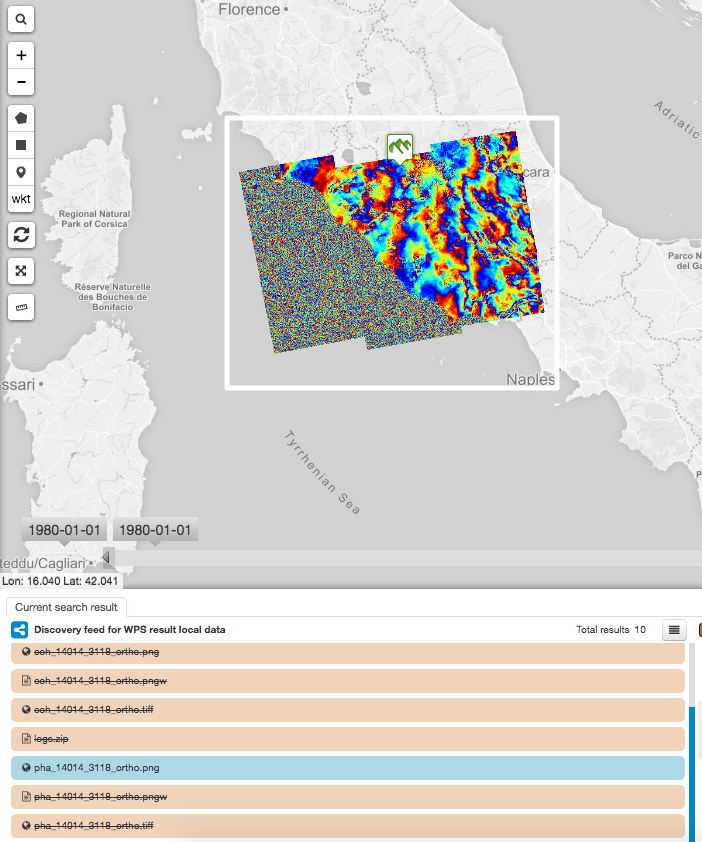 Florence
Adriatic
+
−
cara
wkt
Regional Natural
Park of Corsica
Parco N
del Ga
Réserve Naturelle
des Bouches de
Bonifacio
ssari
Naples
Tyrrhenian Sea
P
1980-01-01 1980-01-01
teddu/Cagliari
Lon: 16.040 Lat: 42.041
Current search result
Discovery feed for WPS result local data Total results 10
coh_14014_3118_ortho.png
coh_14014_3118_ortho.pngw
coh_14014_3118_ortho.tiff
logs.zip
pha_14014_3118_ortho.png
pha_14014_3118_ortho.pngw
pha_14014_3118_ortho.tiff